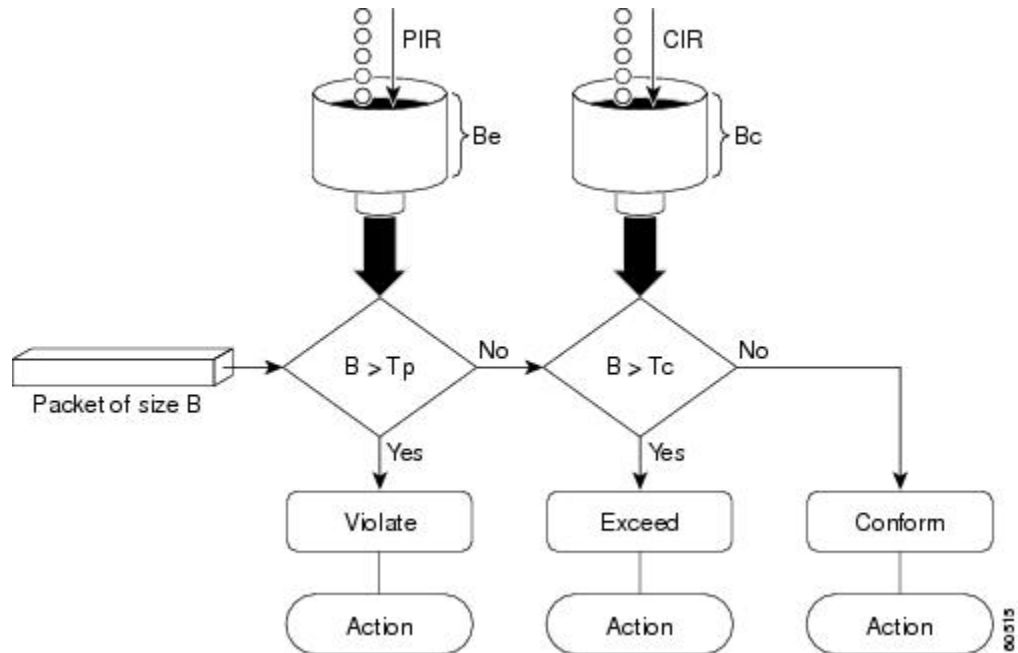 PIR
CIR
Be
Bc
B > Tp
No
B > Tc
No
Packet of size B
Yes
Yes
Violate
Exceed
Conform
Action
Action
Action
60515